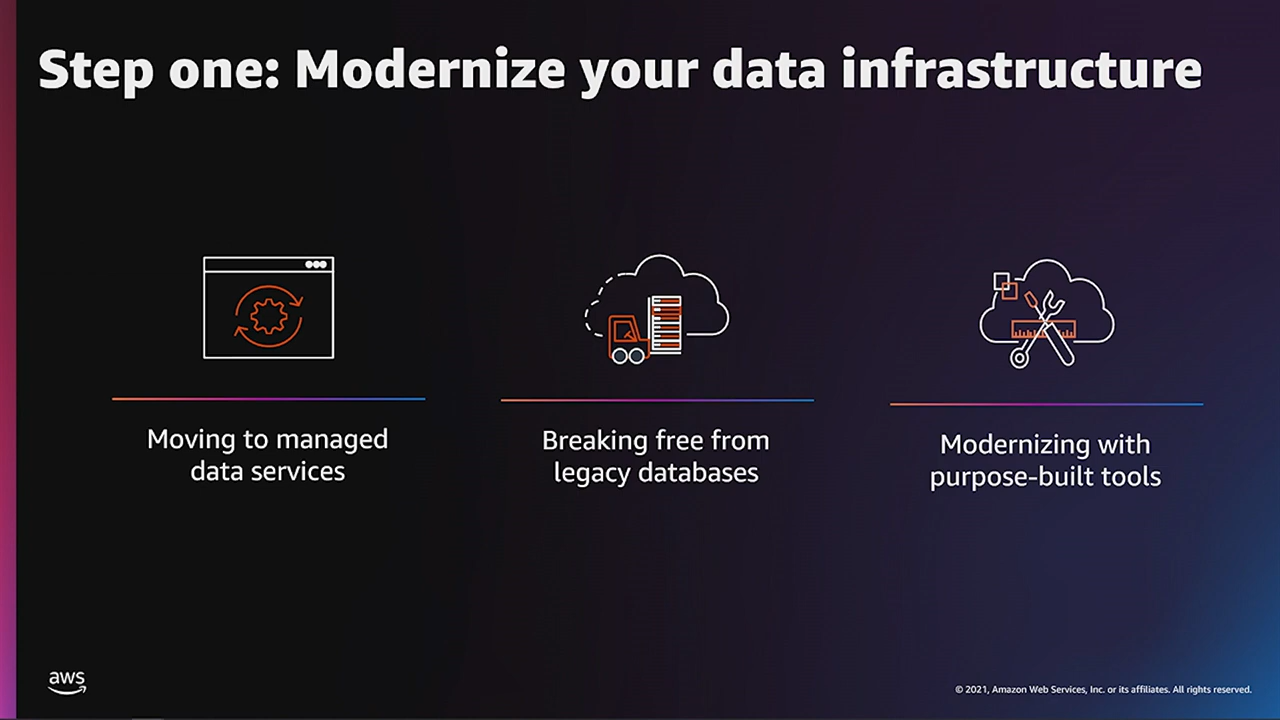 Step one: Modernize your data infrastructure
Moving to managed
data services
Breaking free from
legacy databases
Modernizing with
purpose-built tools
aws
© 2021, Amazon Web Services, Inc. or its affiliates. All rights reserved.